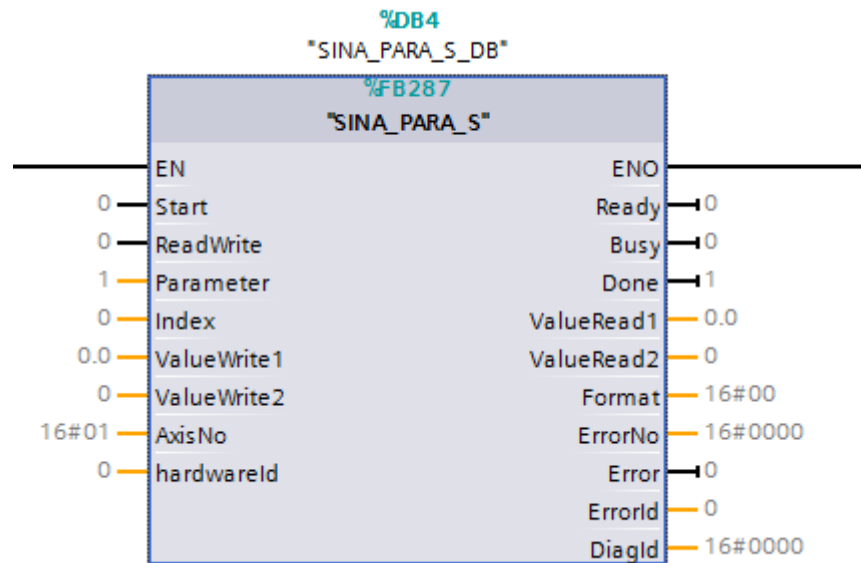 %DB4
"SINA_PARA_S_DB"
%FB287
"SINA_PARA_S"
EN ENO
0 Start Ready 0
0 ReadWrite Busy 0
1 Parameter Done 1
0 Index ValueRead1 0.0
0.0 ValueWrite1 ValueRead2 0
0 ValueWrite2 Format 16#00
16#01 AxisNo ErrorNo 16#0000
0 hardwareId Error 0
ErrorId 0
DiagId 16#0000